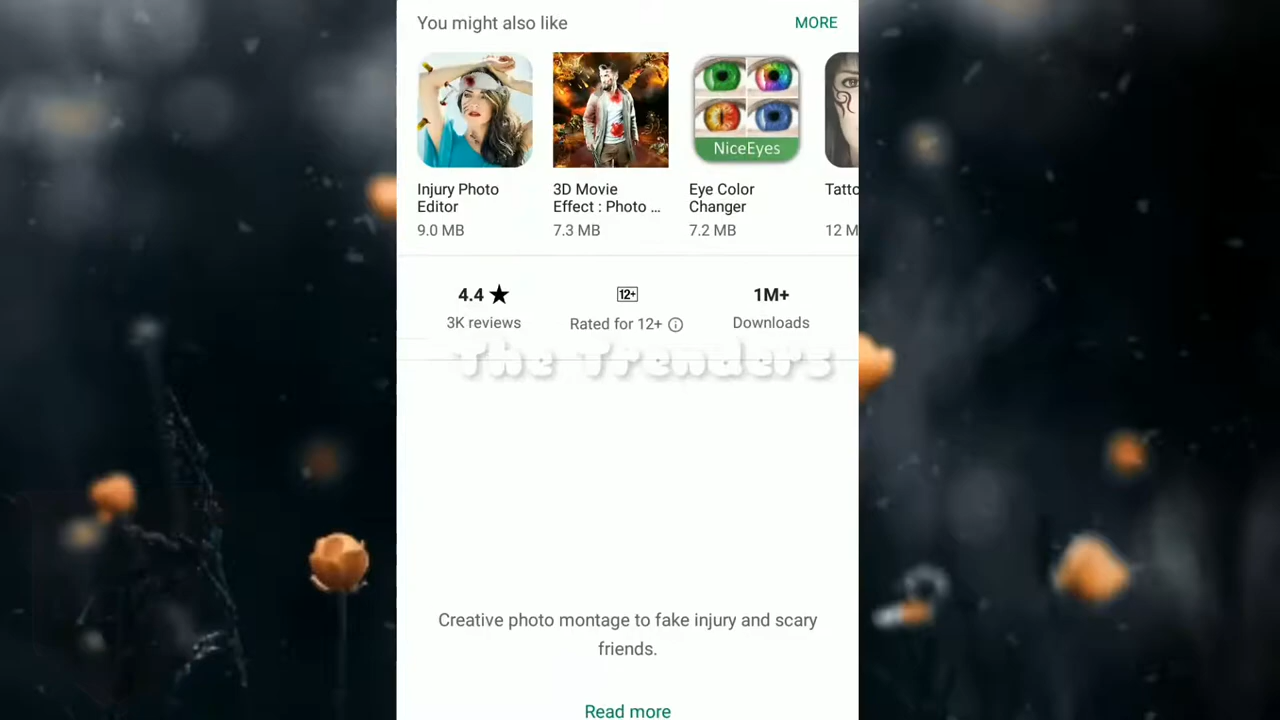 You might also like
MORE
NiceEyes
Injury Photo
Editor
9.0 MB
3D Movie
Effect : Photo ...
7.3 MB
Eye Color
Changer
7.2 MB
Tatto
12 M
4.4 ★
3K reviews
12+
Rated for 12+
1M+
Downloads
The Trenders
Creative photo montage to fake injury and scary
friends.
Read more